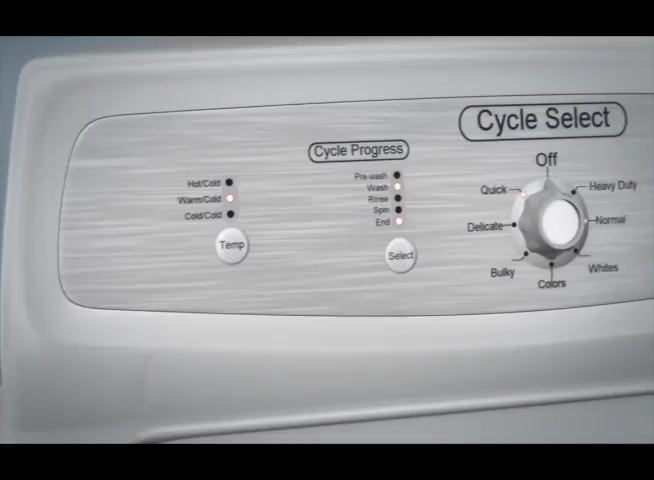 Cycle Select
Cycle Progress
Off
Hot/Cold
Warm/Cold
Cold/Cold
Temp
Pre-wash
Wash
Rinse
Spin
End
Select
Quick
Heavy Duty
Delicate
Normal
Bulky
Whites
Colors